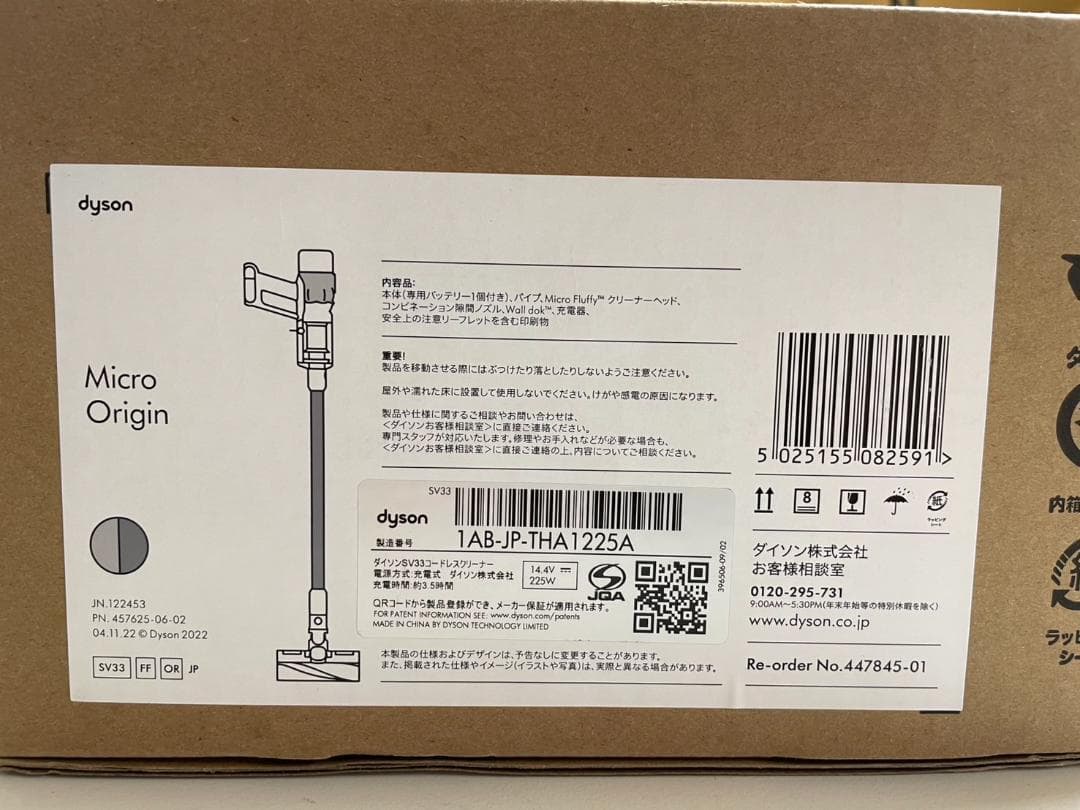 dyson
Micro
Origin
JN.122453
PN. 457625-06-02
04.11.22 © Dyson 2022
SV33 FF OR JP
内容品:
本体(専用バッテリー1個付き)、パイプ、Micro Fluffy™ クリーナーヘッド、
コンビネーション隙間ノズル、Wall dok™、充電器、
安全上の注意リーフレットを含む印刷物
重要!
製品を移動させる際にはぶつけたり落としたりしないようご注意ください。
屋外や濡れた床に設置して使用しないでください。けがや感電の原因になります。
製品や仕様に関するご相談やお問い合わせは、
<ダイソンお客様相談室>に直接ご連絡ください。
専門スタッフが対応いたします。修理やお手入れなどが必要な場合も、
<ダイソンお客様相談室>に直接ご連絡の上、内容についてご相談ください。
SV33
dyson
製造番号
1AB-JP-THA1225A
ダイソンSV33コードレスクリーナー
電源方式:充電式 ダイソン株式会社
充電時間:約3.5時間
14.4V
225W
JQA
QRコードから製品登録ができ、メーカー保証が適用されます。
FOR PATENT INFORMATION SEE: www.dyson.com/patents
MADE IN CHINA BY DYSON TECHNOLOGY LIMITED
396506-09/02
本製品の仕様およびデザインは、予告なしに変更することがあります。
また、掲載された仕様やイメージ(イラストや写真)は、実際と異なる場合があります。
5 025155 082591 >
8
紙
ラッピング
シート
ダイソン株式会社
お客様相談室
0120-295-731
9:00AM〜5:30PM(年末年始等の特別休暇を除く)
www.dyson.co.jp
Re-order No.447845-01
内箱
ラッピ
シー